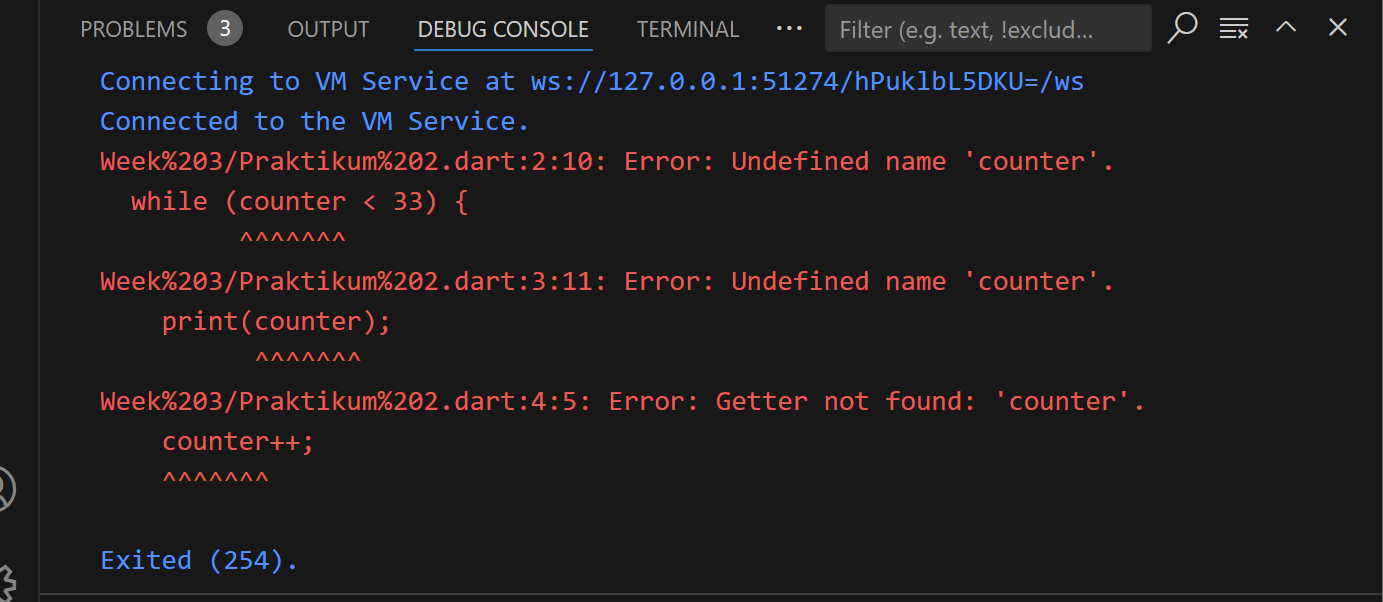 PROBLEMS 3 OUTPUT DEBUG CONSOLE TERMINAL ··· Filter (e.g. text, !exclud...
Connecting to VM Service at ws://127.0.0.1:51274/hPuklbL5DKU=/ws
Connected to the VM Service.
Week%203/Praktikum%202.dart:2:10: Error: Undefined name 'counter'.
  while (counter < 33) {
         ^^^^^^^
Week%203/Praktikum%202.dart:3:11: Error: Undefined name 'counter'.
    print(counter);
          ^^^^^^^
Week%203/Praktikum%202.dart:4:5: Error: Getter not found: 'counter'.
    counter++;
    ^^^^^^^
Exited (254).